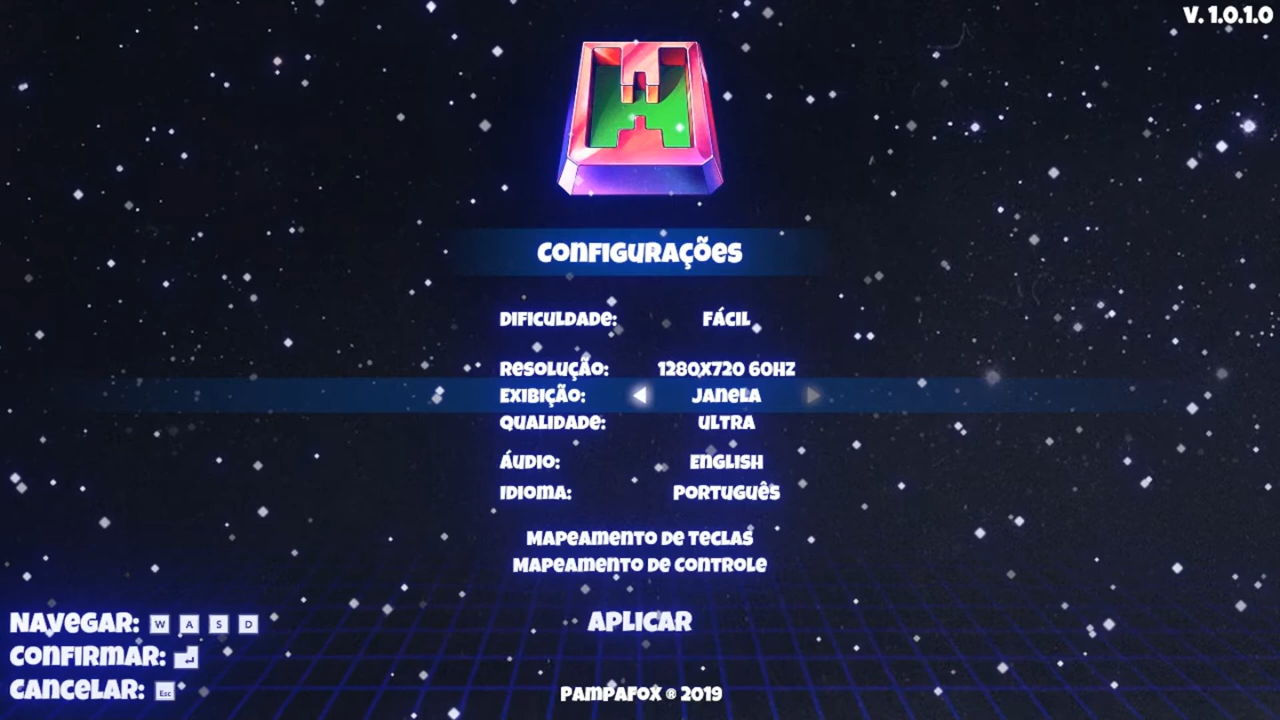 V. 1.0.1.0
CONFIGURAÇÕES
DIFICULDADE: FÁCIL
RESOLUÇÃO: 1280X720 60HZ
EXIBIÇÃO: JANELA
QUALIDADE: ULTRA
ÁUDIO: ENGLISH
IDIOMA: PORTUGUÊS
MAPEAMENTO DE TECLAS
MAPEAMENTO DE CONTROLE
APLICAR
NAVEGAR: W A S D
CONFIRMAR:
CANCELAR: Esc
PAMPAFOX ® 2019